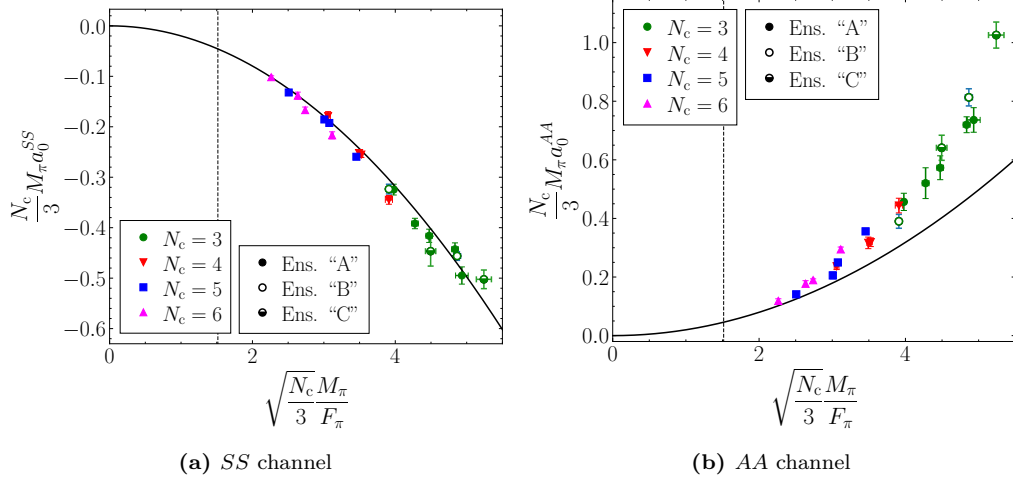 0.0
−0.1
−0.2
−0.3
−0.4
−0.5
−0.6
N_c/3 M_π a_0^{SS}
N_c = 3
N_c = 4
N_c = 5
N_c = 6
Ens. “A”
Ens. “B”
Ens. “C”
0 2 4
√(N_c/3) M_π/F_π
(a) SS channel
1.0
0.8
0.6
0.4
0.2
0.0
N_c/3 M_π a_0^{AA}
N_c = 3
N_c = 4
N_c = 5
N_c = 6
Ens. “A”
Ens. “B”
Ens. “C”
0 2 4
√(N_c/3) M_π/F_π
(b) AA channel